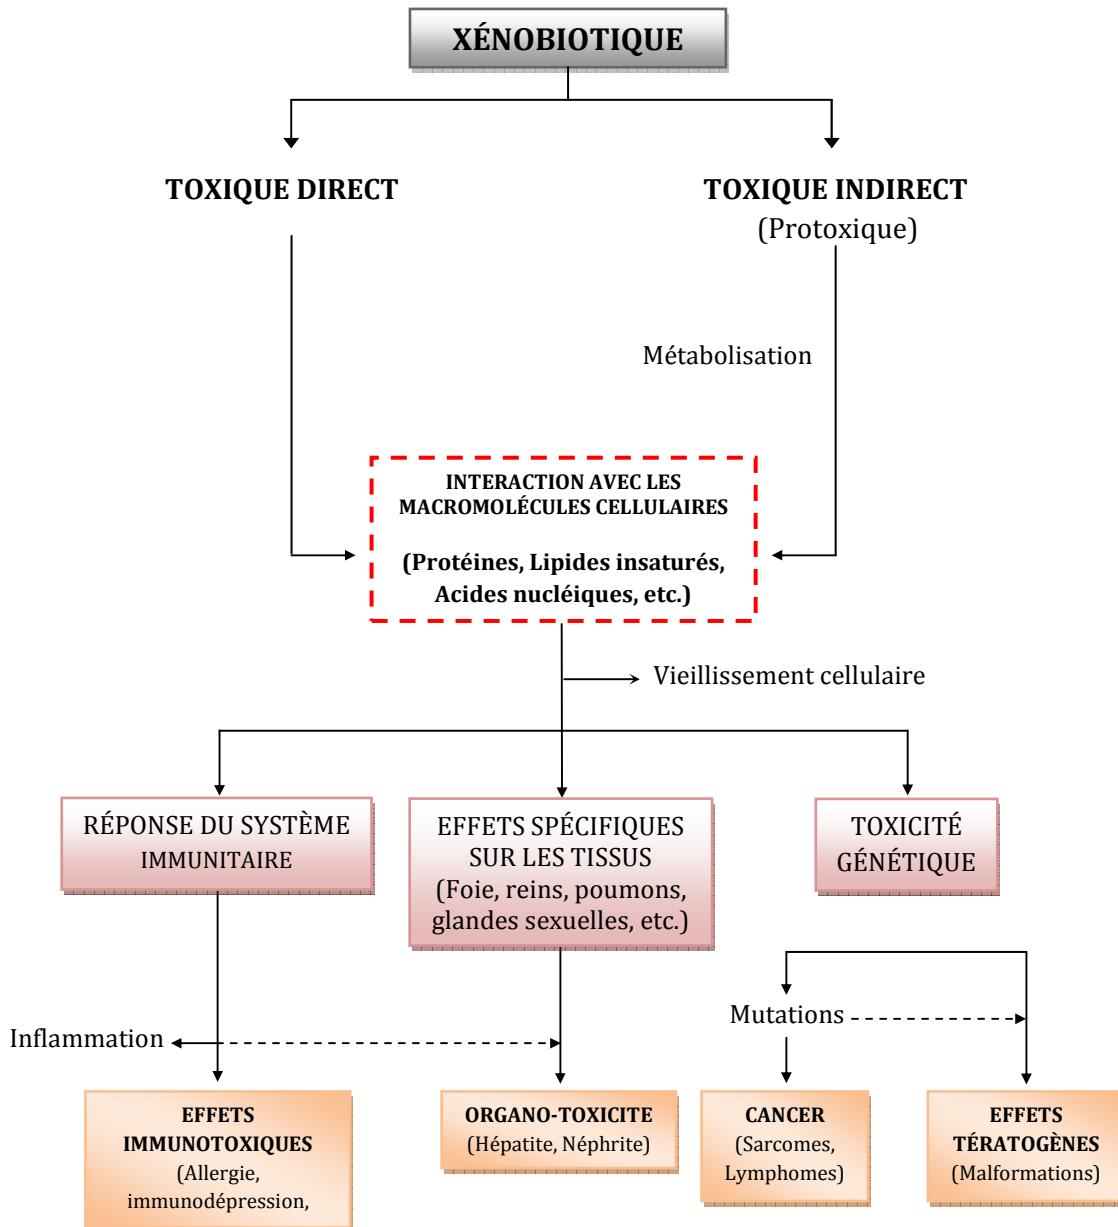 XÉNOBIOTIQUE
TOXIQUE DIRECT
TOXIQUE INDIRECT
(Protoxique)
Métabolisation
INTERACTION AVEC LES
MACROMOLÉCULES CELLULAIRES
(Protéines, Lipides insaturés,
Acides nucléiques, etc.)
Vieillissement cellulaire
RÉPONSE DU SYSTÈME
IMMUNITAIRE
EFFETS SPÉCIFIQUES
SUR LES TISSUS
(Foie, reins, poumons,
glandes sexuelles, etc.)
TOXICITÉ
GÉNÉTIQUE
Inflammation
Mutations
EFFETS
IMMUNOTOXIQUES
(Allergie,
immunodépression,
ORGANO-TOXICITE
(Hépatite, Néphrite)
CANCER
(Sarcomes,
Lymphomes)
EFFETS
TÉRATOGÈNES
(Malformations)